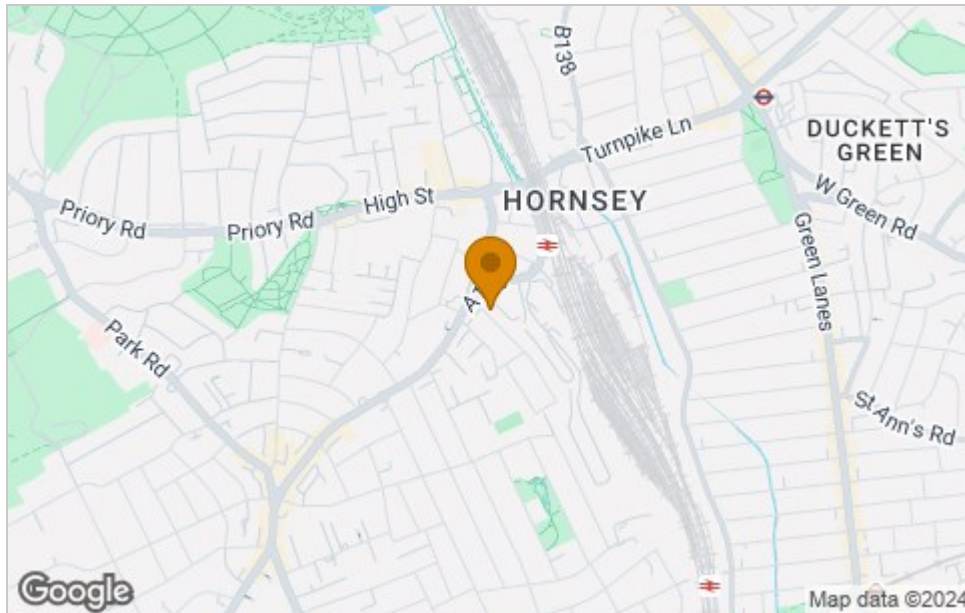 B138
Turnpike Ln
DUCKETT'S
GREEN
W Green Rd
HORNSEY
High St
Priory Rd
Priory Rd
Green Lanes
Park Rd
St Ann's Rd
Google
Map data ©2024